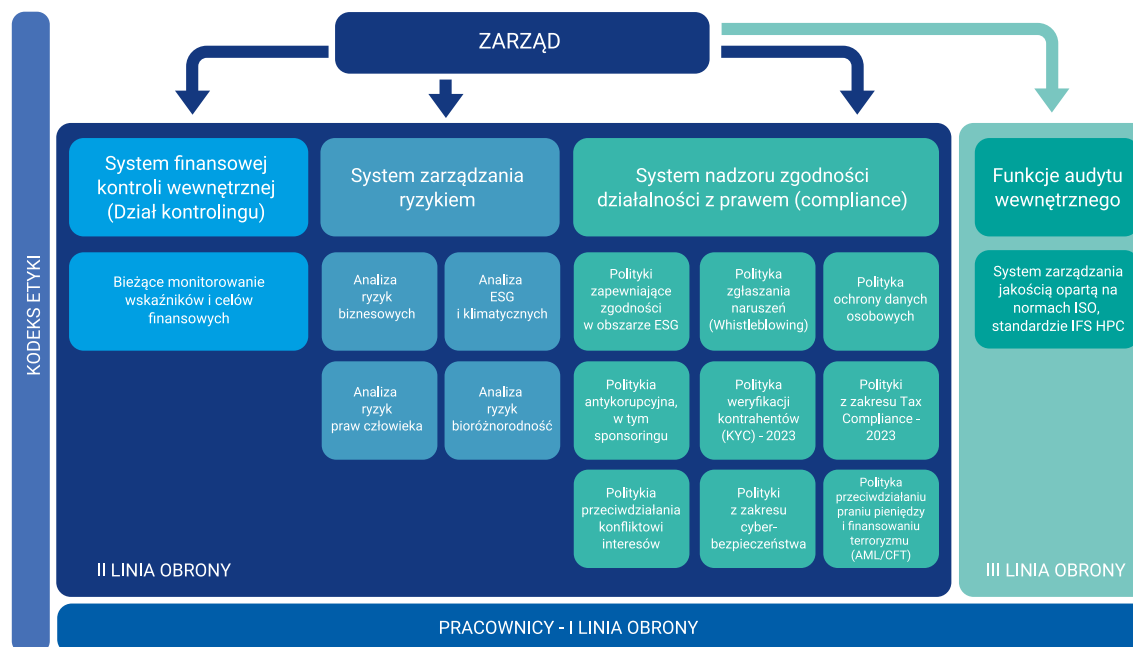 ZARZĄD
KODEKS ETYKI
System finansowej
kontroli wewnętrznej
(Dział kontrolingu)
Bieżące monitorowanie
wskaźników i celów
finansowych
System zarządzania
ryzykiem
Analiza
ryzyk
biznesowych
Analiza
ESG
i klimatycznych
Analiza
ryzyk
praw człowieka
Analiza
ryzyk
bioróżnorodność
System nadzoru zgodności
działalności z prawem (compliance)
Polityki
zapewniające
zgodności
w obszarze ESG
Polityka
zgłaszania
naruszeń
(Whistleblowing)
Polityka
ochrony danych
osobowych
Politykia
antykorupcyjna,
w tym
sponsoringu
Polityka
weryfikacji
kontrahentów
(KYC) - 2023
Polityki
z zakresu Tax
Compliance -
2023
Politykia
przeciwdziałania
konfliktowi
interesów
Polityki
z zakresu
cyber-
bezpieczeństwa
Polityka
przeciwdziałaniu
praniu pieniędzy
i finansowaniu
terroryzmu
(AML/CFT)
II LINIA OBRONY
Funkcje audytu
wewnętrznego
System zarządzania
jakością opartą na
normach ISO,
standardzie IFS HPC
III LINIA OBRONY
PRACOWNICY - I LINIA OBRONY